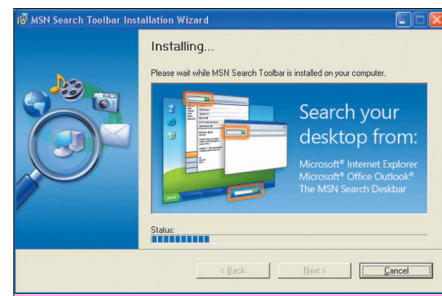 MSN Search Toolbar Installation Wizard
Installing...
Please wait while MSN Search Toolbar is installed on your computer.
Search your
desktop from:
Microsoft® Internet Explorer
Microsoft® Office Outlook®
The MSN Search Deskbar
Status:
< Back
Next >
Cancel